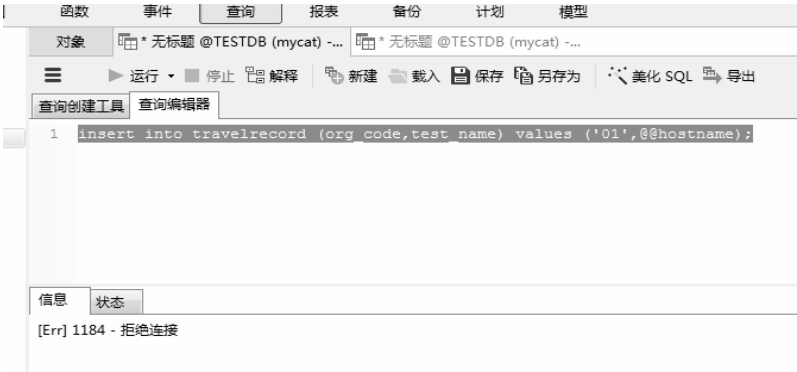 函数 事件 查询 报表 备份 计划 模型
对象 * 无标题 @TESTDB (mycat) -... * 无标题 @TESTDB (mycat) -...
运行 停止 解释 新建 载入 保存 另存为 美化 SQL 导出
查询创建工具 查询编辑器
1 insert into travelrecord (org_code,test_name) values ('01',@@hostname);
信息 状态
[Err] 1184 - 拒绝连接